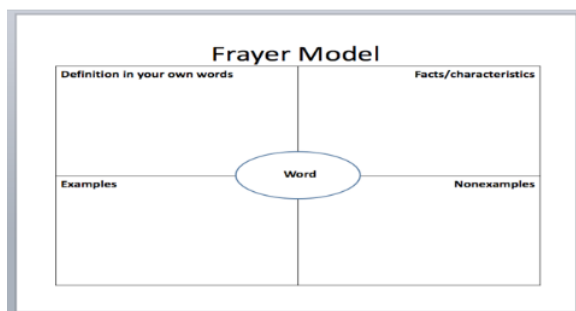 Frayer Model
Definition in your own words
Facts/characteristics
Word
Examples
Nonexamples